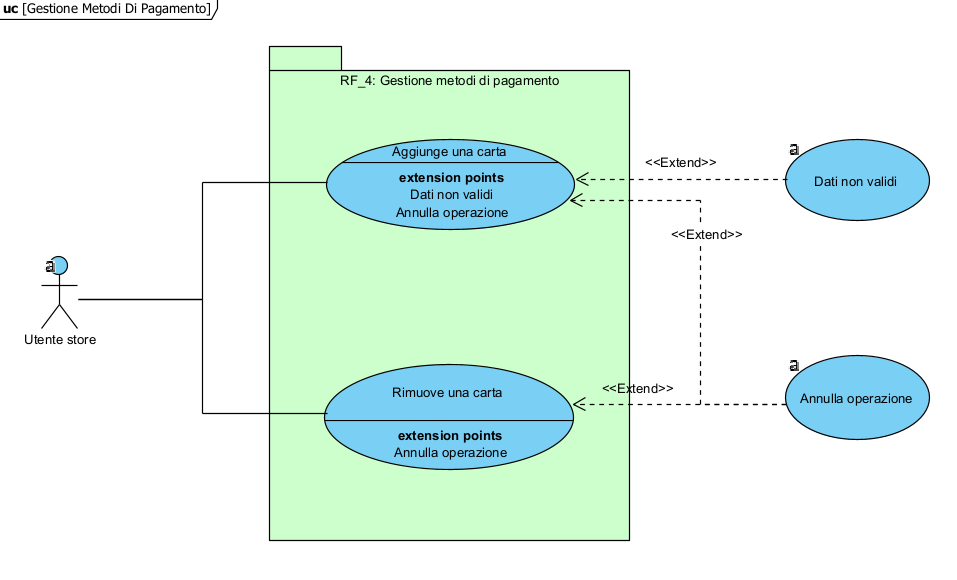 uc [Gestione Metodi Di Pagamento]
RF_4: Gestione metodi di pagamento
Aggiunge una carta
extension points
Dati non validi
Annulla operazione
<<Extend>>
Dati non validi
<<Extend>>
Utente store
Rimuove una carta
extension points
Annulla operazione
<<Extend>>
Annulla operazione